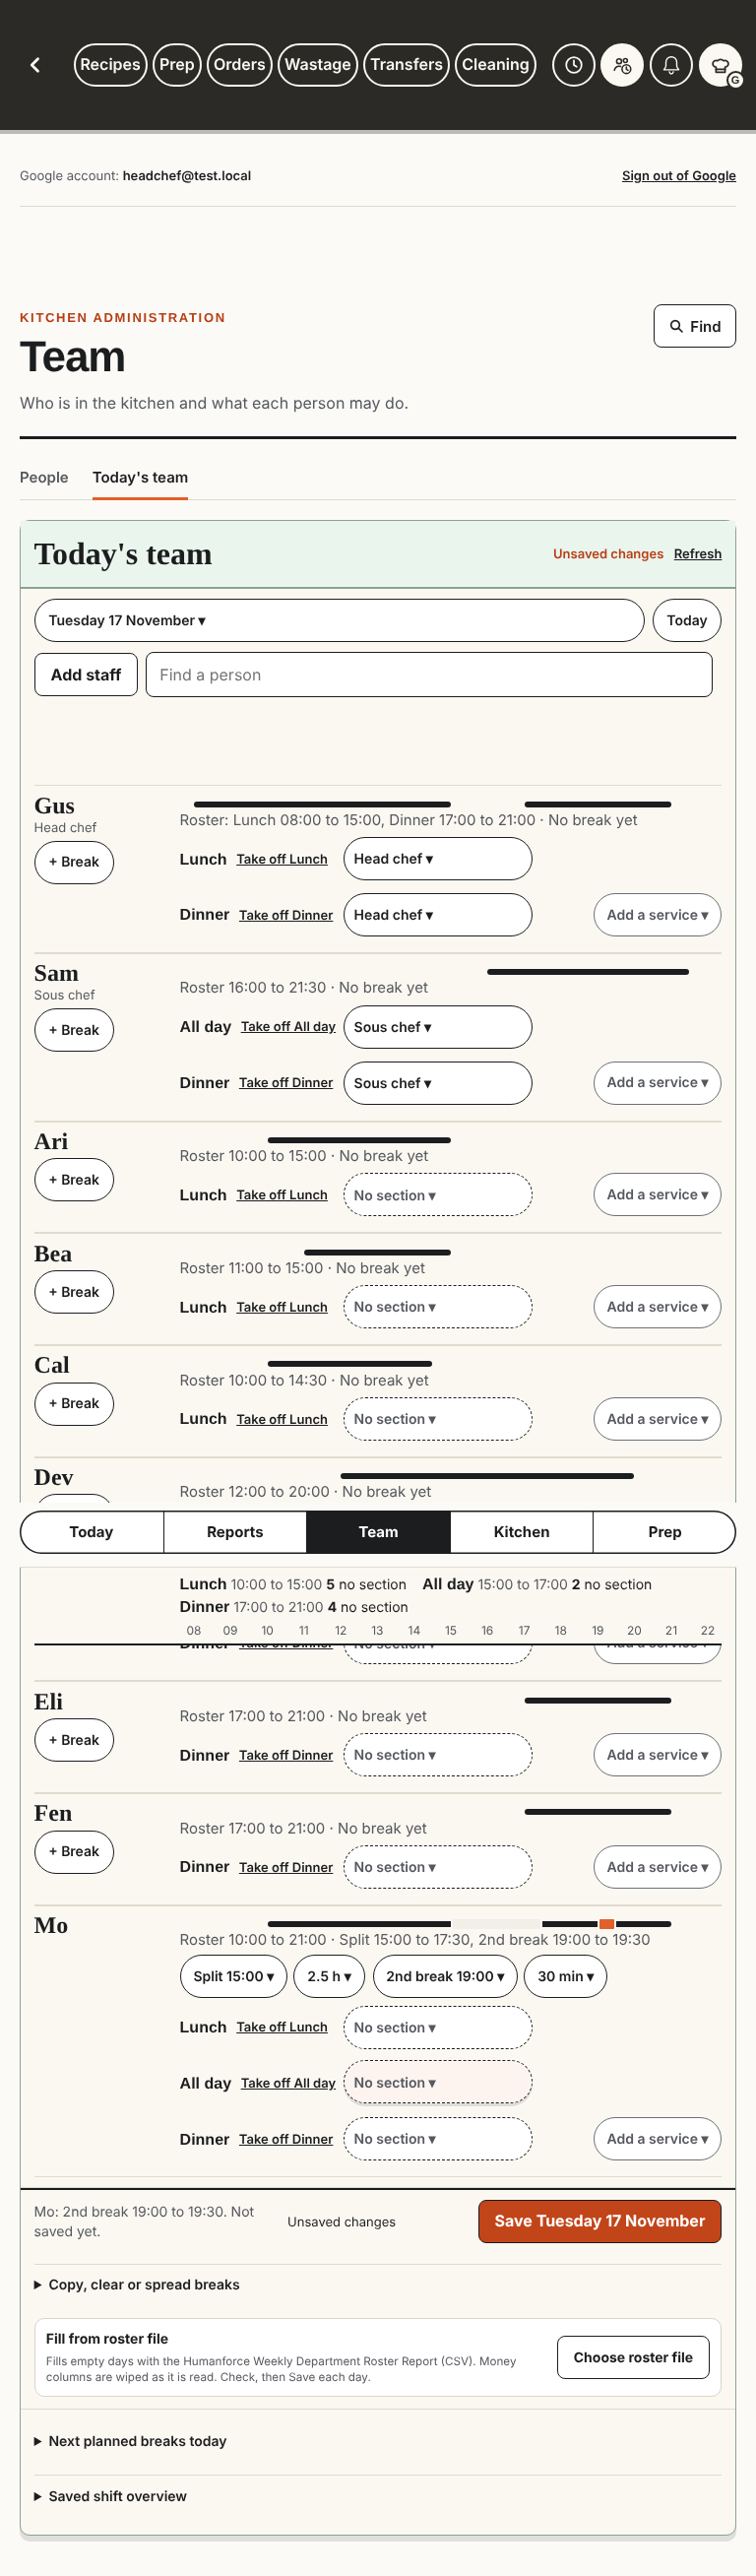 Recipes Prep Orders Wastage Transfers Cleaning
G
Google account: headchef@test.local Sign out of Google
KITCHEN ADMINISTRATION
Find
Team
Who is in the kitchen and what each person may do.
People Today's team
Today's team Unsaved changes Refresh
Tuesday 17 November ▾ Today
Add staff Find a person
Gus
Head chef
+ Break
Roster: Lunch 08:00 to 15:00, Dinner 17:00 to 21:00 · No break yet
Lunch Take off Lunch Head chef ▾
Dinner Take off Dinner Head chef ▾ Add a service ▾
Sam
Sous chef
+ Break
Roster 16:00 to 21:30 · No break yet
All day Take off All day Sous chef ▾
Dinner Take off Dinner Sous chef ▾ Add a service ▾
Ari
+ Break
Roster 10:00 to 15:00 · No break yet
Lunch Take off Lunch No section ▾ Add a service ▾
Bea
+ Break
Roster 11:00 to 15:00 · No break yet
Lunch Take off Lunch No section ▾ Add a service ▾
Cal
+ Break
Roster 10:00 to 14:30 · No break yet
Lunch Take off Lunch No section ▾ Add a service ▾
Dev
Roster 12:00 to 20:00 · No break yet
Today Reports Team Kitchen Prep
Lunch 10:00 to 15:00 5 no section All day 15:00 to 17:00 2 no section
Dinner 17:00 to 21:00 4 no section
08 09 10 11 12 13 14 15 16 17 18 19 20 21 22
Dinner Take off Dinner No section ▾ Add a service ▾
Eli
+ Break
Roster 17:00 to 21:00 · No break yet
Dinner Take off Dinner No section ▾ Add a service ▾
Fen
+ Break
Roster 17:00 to 21:00 · No break yet
Dinner Take off Dinner No section ▾ Add a service ▾
Mo
Roster 10:00 to 21:00 · Split 15:00 to 17:30, 2nd break 19:00 to 19:30
Split 15:00 ▾ 2.5 h ▾ 2nd break 19:00 ▾ 30 min ▾
Lunch Take off Lunch No section ▾
All day Take off All day No section ▾
Dinner Take off Dinner No section ▾ Add a service ▾
Mo: 2nd break 19:00 to 19:30. Not
saved yet.
Unsaved changes
Save Tuesday 17 November
▶ Copy, clear or spread breaks
Fill from roster file
Fills empty days with the Humanforce Weekly Department Roster Report (CSV). Money
columns are wiped as it is read. Check, then Save each day.
Choose roster file
▶ Next planned breaks today
▶ Saved shift overview